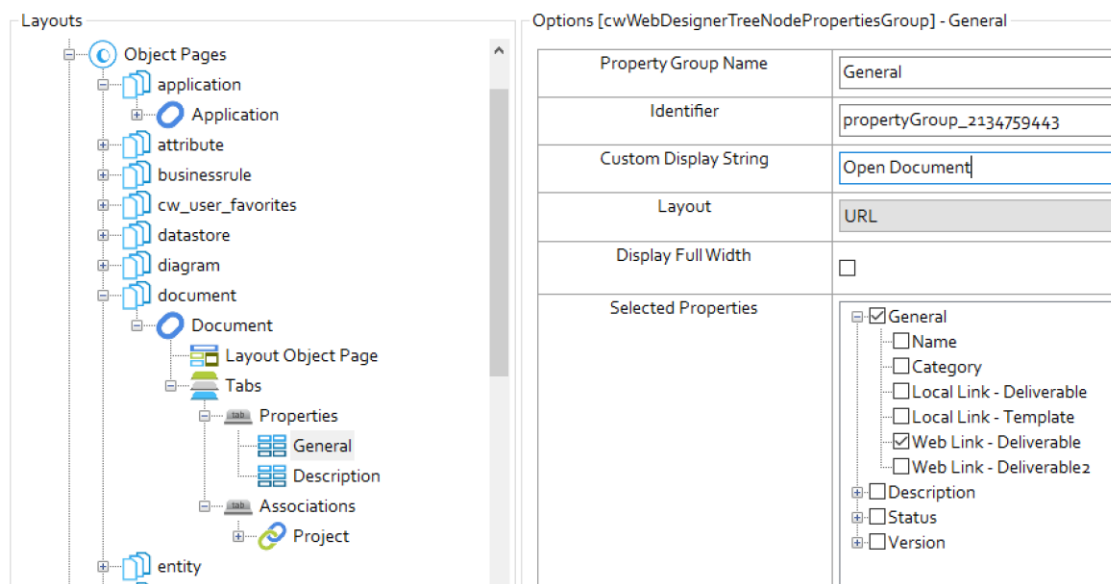 Layouts
Object Pages
application
Application
attribute
businessrule
cw_user_favorites
datastore
diagram
document
Document
Layout Object Page
Tabs
tab Properties
General
Description
tab Associations
Project
entity
Options [cwWebDesignerTreeNodePropertiesGroup] - General
Property Group Name General
Identifier propertyGroup_2134759443
Custom Display String Open Document
Layout URL
Display Full Width
Selected Properties
General
Name
Category
Local Link - Deliverable
Local Link - Template
Web Link - Deliverable
Web Link - Deliverable2
Description
Status
Version